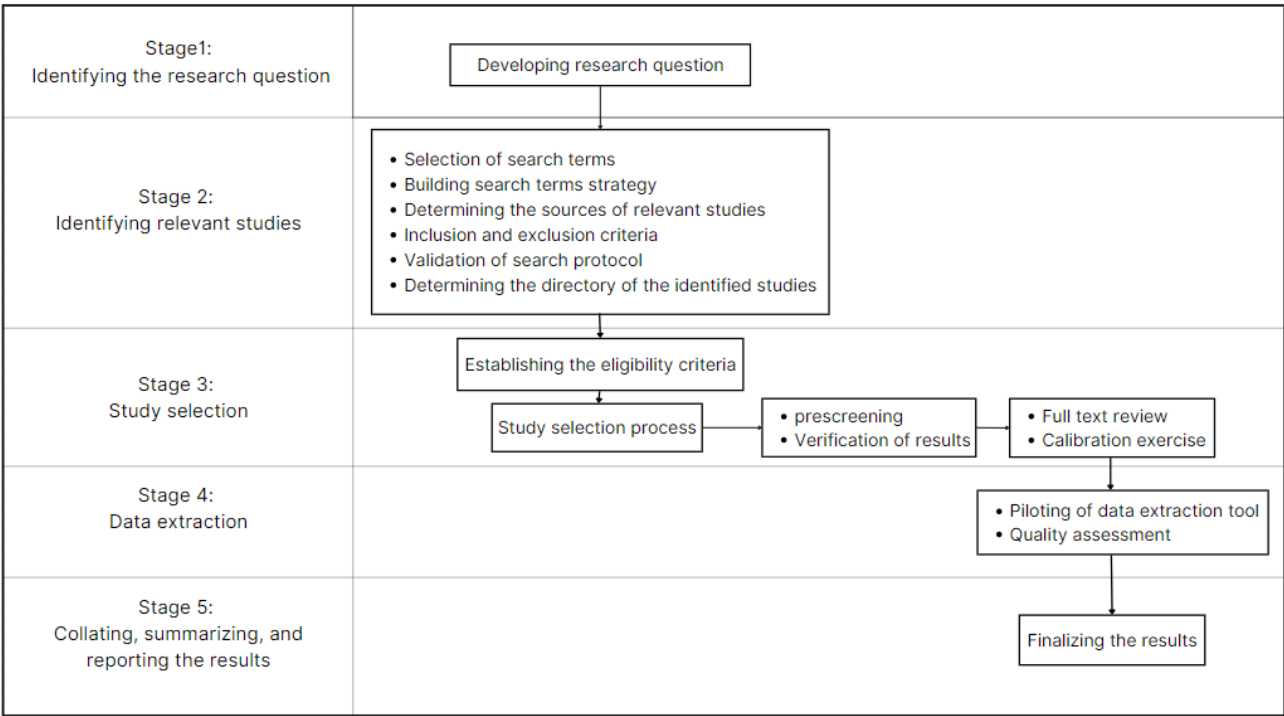 Stage1:
Identifying the research question
Developing research question
Stage 2:
Identifying relevant studies
• Selection of search terms
• Building search terms strategy
• Determining the sources of relevant studies
• Inclusion and exclusion criteria
• Validation of search protocol
• Determining the directory of the identified studies
Stage 3:
Study selection
Establishing the eligibility criteria
Study selection process
• prescreening
• Verification of results
• Full text review
• Calibration exercise
Stage 4:
Data extraction
• Piloting of data extraction tool
• Quality assessment
Stage 5:
Collating, summarizing, and
reporting the results
Finalizing the results